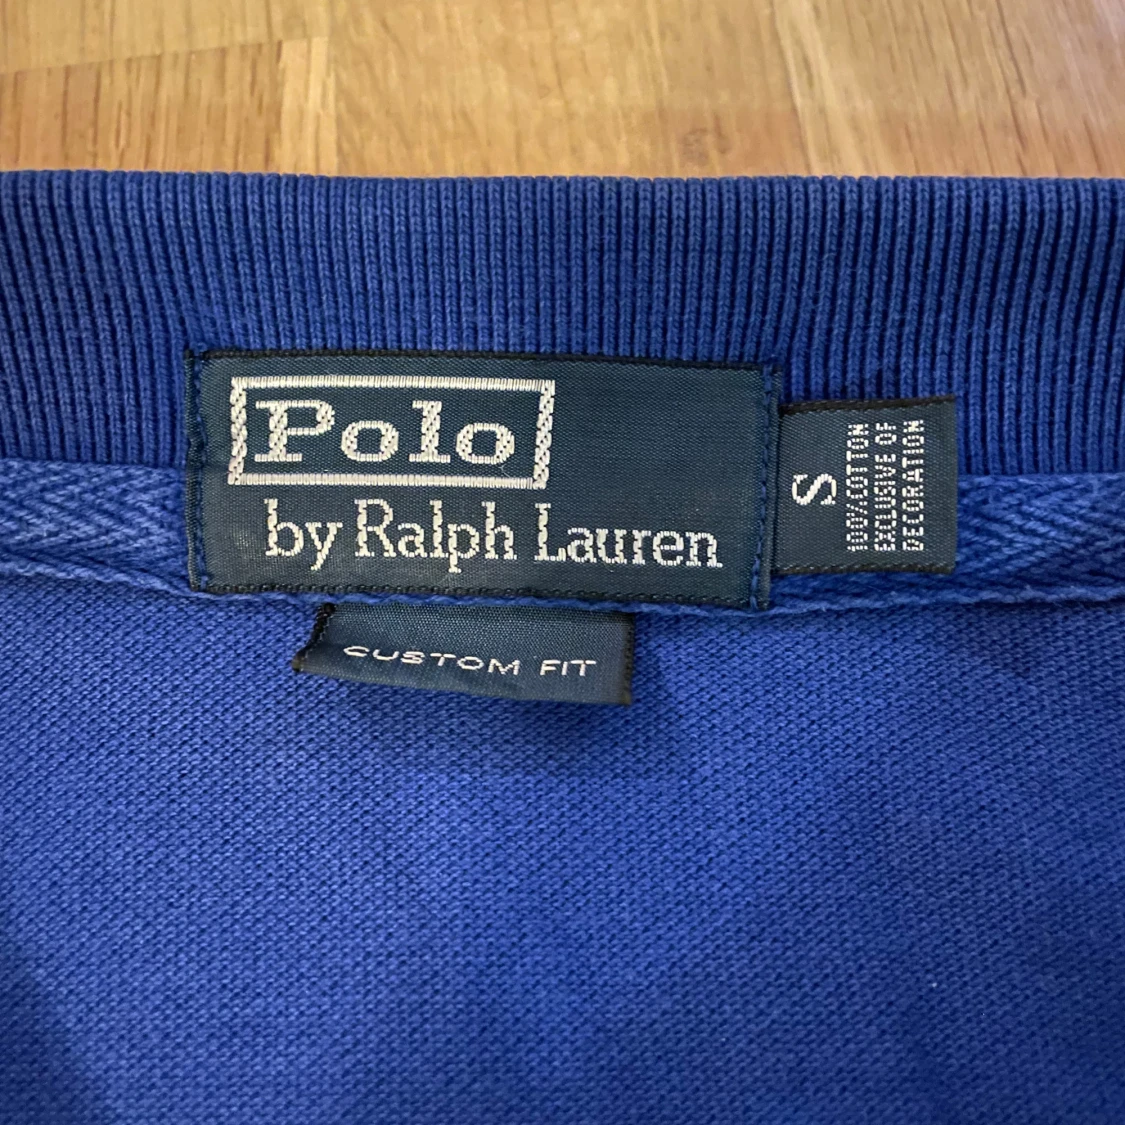 Polo
by Ralph Lauren
S
100% COTTON
EXCLUSIVE OF
DECORATION
CUSTOM FIT